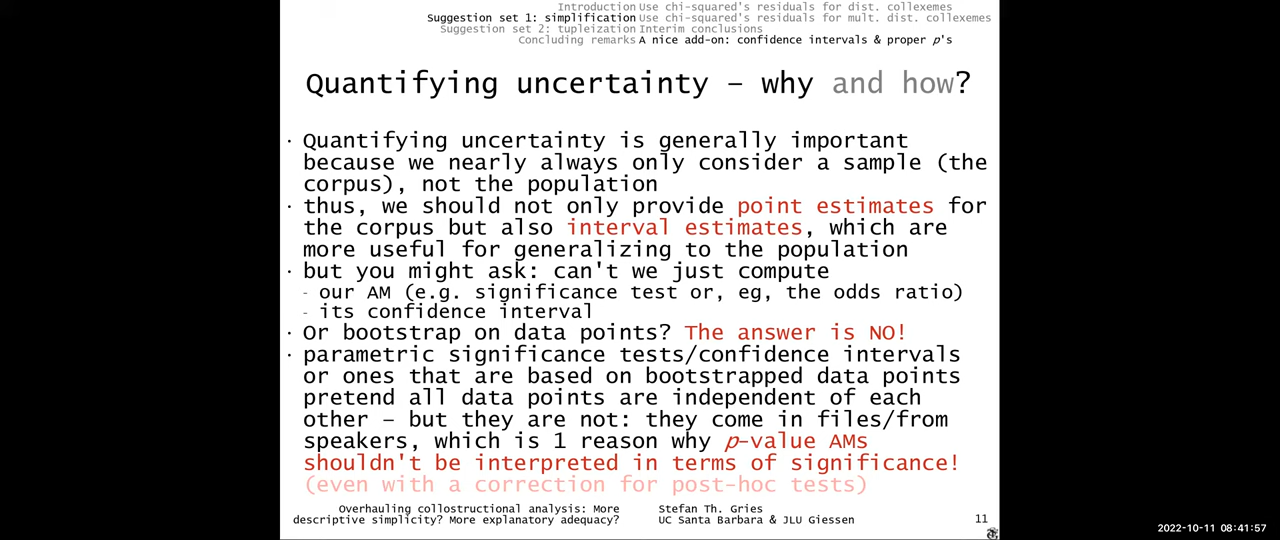 Introduction Use chi-squared's residuals for dist. collexemes
Suggestion set 1: simplification Use chi-squared's residuals for mult. dist. collexemes
Suggestion set 2: tupleization Interim conclusions
Concluding remarks A nice add-on: confidence intervals & proper p's
Quantifying uncertainty – why and how?
· Quantifying uncertainty is generally important
because we nearly always only consider a sample (the
corpus), not the population
· thus, we should not only provide point estimates for
the corpus but also interval estimates, which are
more useful for generalizing to the population
· but you might ask: can't we just compute
- our AM (e.g. significance test or, eg, the odds ratio)
- its confidence interval
· Or bootstrap on data points? The answer is NO!
· parametric significance tests/confidence intervals
or ones that are based on bootstrapped data points
pretend all data points are independent of each
other – but they are not: they come in files/from
speakers, which is 1 reason why p-value AMs
shouldn't be interpreted in terms of significance!
(even with a correction for post-hoc tests)
Overhauling collostructional analysis: More
descriptive simplicity? More explanatory adequacy?
Stefan Th. Gries
UC Santa Barbara & JLU Giessen
11
2022-10-11 08:41:57